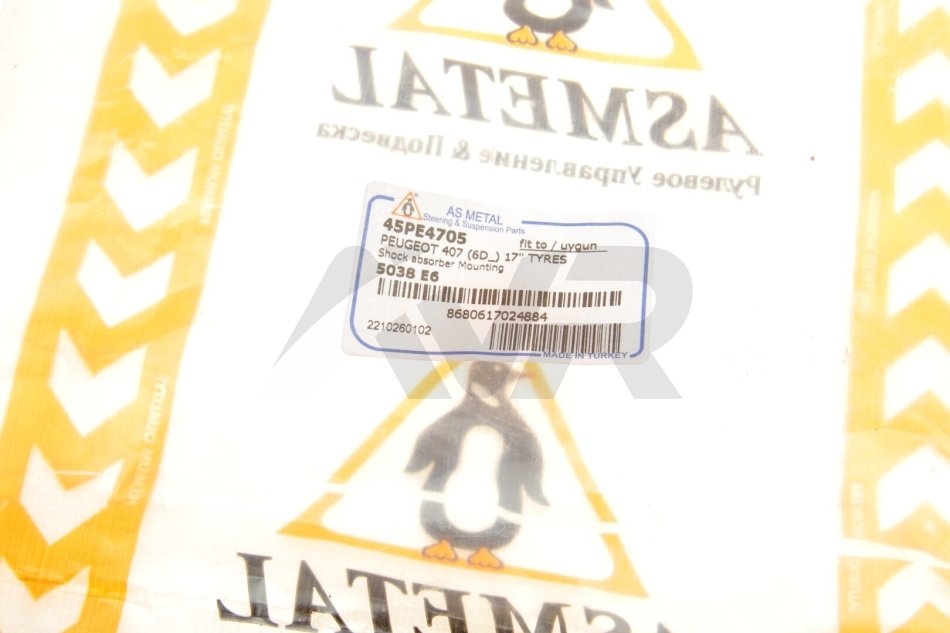 ASMETAL
Рулевое Управление & Подвеска
AS METAL
Steering & Suspension Parts
45PE4705 fit to / uygun
PEUGEOT 407 (6D_) 17" TYRES
Shock absorber Mounting
5038 E6
8680617024884
2210260102
MADE IN TURKEY
AVR
ASMETAL